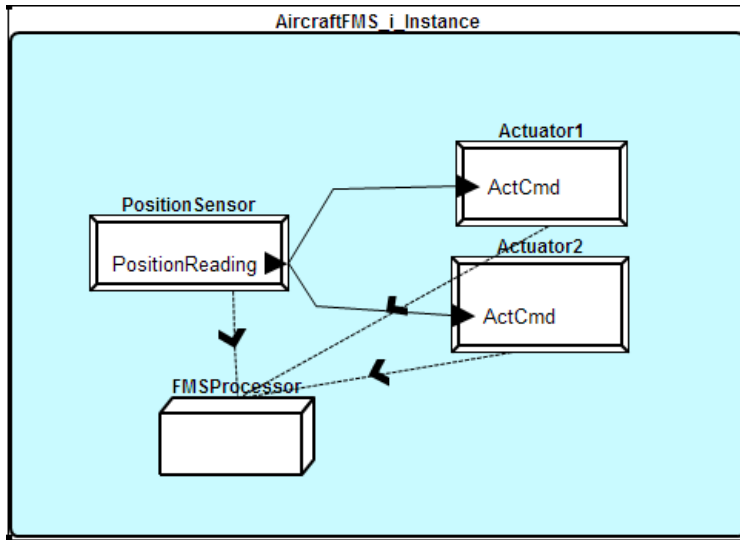 AircraftFMS_i_Instance
Actuator1
ActCmd
PositionSensor
PositionReading
Actuator2
ActCmd
FMSProcessor